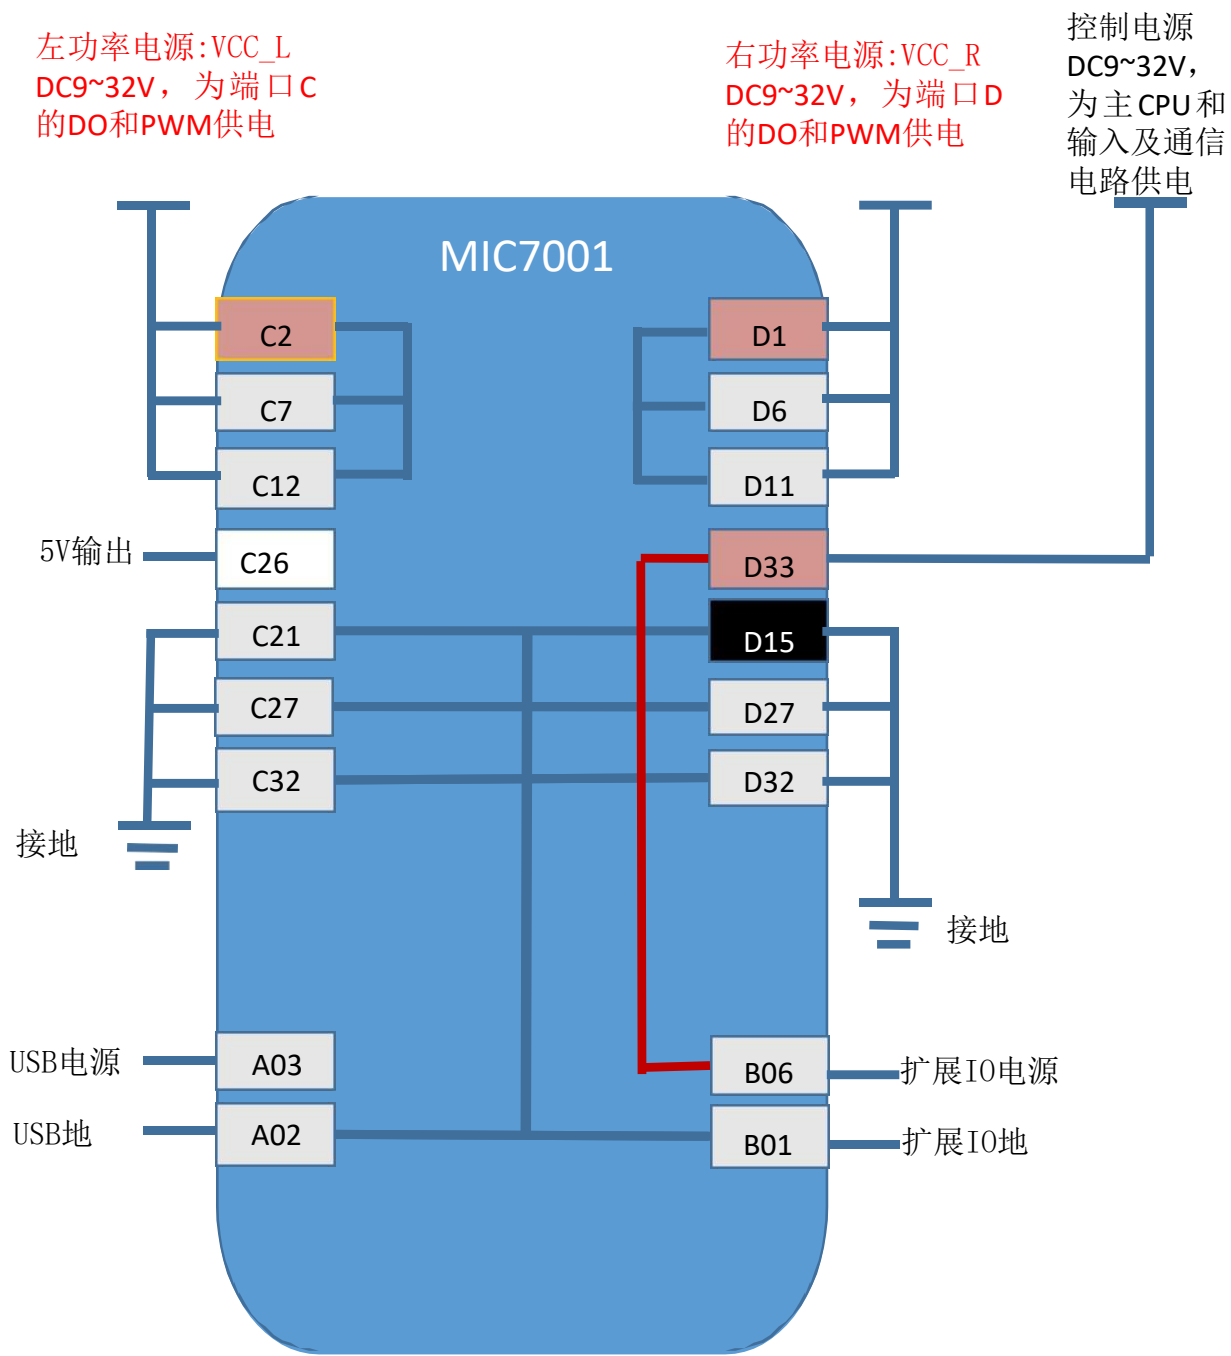 左功率电源:VCC_L
DC9~32V，为端口C
的DO和PWM供电
右功率电源:VCC_R
DC9~32V，为端口D
的DO和PWM供电
控制电源
DC9~32V，
为主CPU和
输入及通信
电路供电
MIC7001
C2
D1
C7
D6
C12
D11
5V输出
C26
D33
C21
D15
C27
D27
C32
D32
接地
接地
USB电源
A03
B06
扩展IO电源
USB地
A02
B01
扩展IO地